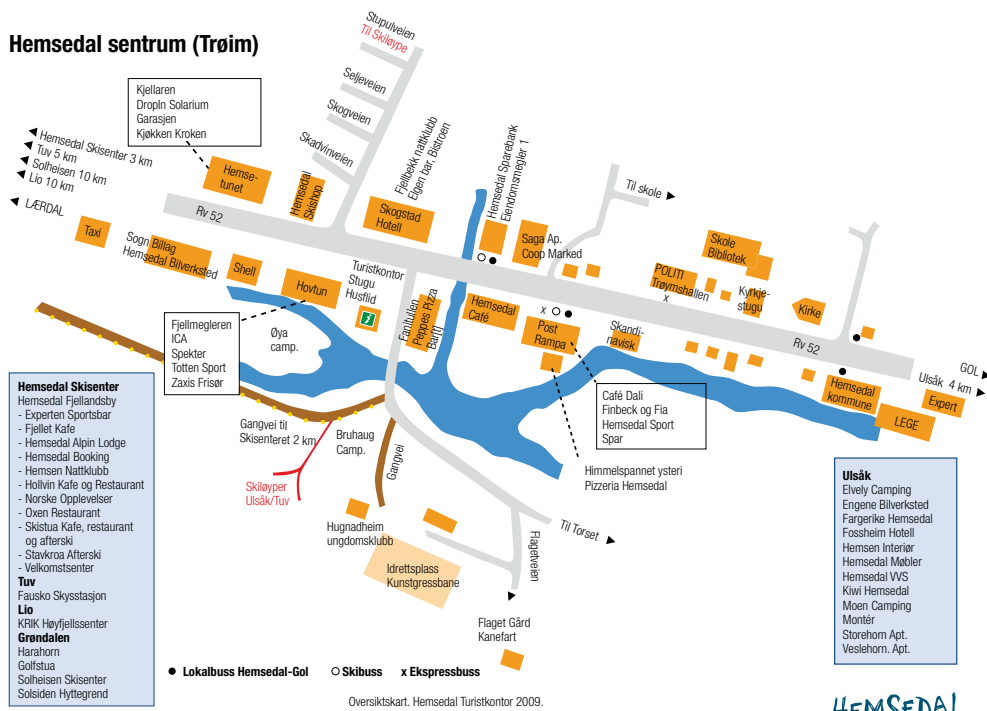 Hemsedal sentrum (Trøim)
Stupulveien
Til Skiløype
Seljeveien
Skogveien
Skadvinveien
Kjellaren
DropIn Solarium
Garasjen
Kjøkken Kroken
Hemsedal Skisenter 3 km
Tuv 5 km
Solheisen 10 km
Lio 10 km
LÆRDAL
Hemse-
tunet
Hemsedal
Skishop
Fjellbekk nattklubb
Elgen bar, Bistroen
Skogstad
Hotell
Hemsedal Sparebank
Eiendomsmegler 1
Saga Ap.
Coop Marked
Til skole
Skole
Bibliotek
POLITI
Trøymshallen
x
Kyrkje-
stugu
Kirke
Rv 52
Rv 52
Taxi
Sogn Billag
Hemsedal Bilverksted
Shell
Hovtun
Turistkontor
Stugu
Husflid
i
Fanitullen
Peppes Pizza
Ba[t]
Hemsedal
Café
x
Post
Rampa
Skandi-
navisk
GOL
Ulsåk 4 km
Hemsedal
kommune
LEGE
Expert
Fjellmegleren
ICA
Spekter
Totten Sport
Zaxis Frisør
Øya
camp.
Café Dali
Finbeck og Fia
Hemsedal Sport
Spar
Himmelspannet ysteri
Pizzeria Hemsedal
Gangvei til
Skisenteret 2 km
Bruhaug
Camp.
Gangvei
Skiløyper
Ulsåk/Tuv
Hugnadheim
ungdomsklubb
Idrettsplass
Kunstgressbane
Til Torset
Flagetveien
Flaget Gård
Kanefart
Hemsedal Skisenter
Hemsedal Fjellandsby
- Experten Sportsbar
- Fjellet Kafe
- Hemsedal Alpin Lodge
- Hemsedal Booking
- Hemsen Nattklubb
- Hollvin Kafe og Restaurant
- Norske Opplevelser
- Oxen Restaurant
- Skistua Kafe, restaurant
og afterski
- Stavkroa Afterski
- Velkomstsenter
Tuv
Fausko Skysstasjon
Lio
KRIK Høyfjellssenter
Grøndalen
Harahorn
Golfstua
Solheisen Skisenter
Solsiden Hyttegrend
Ulsåk
Elvely Camping
Engene Bilverksted
Fargerike Hemsedal
Fossheim Hotell
Hemsen Interiør
Hemsedal Møbler
Hemsedal VVS
Kiwi Hemsedal
Moen Camping
Montér
Storehorn Apt.
Veslehorn. Apt.
Lokalbuss Hemsedal-Gol
Skibuss
x Ekspressbuss
Oversiktskart. Hemsedal Turistkontor 2009.
HEMSEDAL